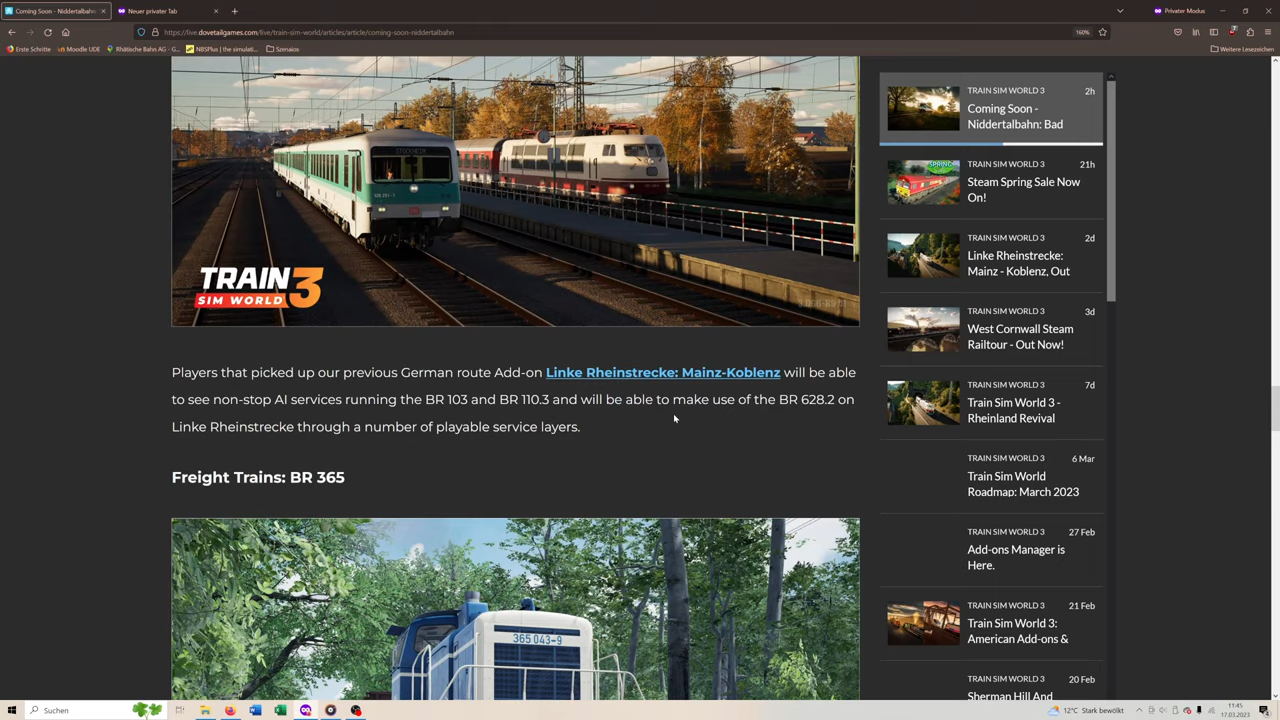 Coming Soon - Niddertalbahn:
Neuer privater Tab
Privater Modus
https://live.dovetailgames.com/live/train-sim-world/articles/article/coming-soon-niddertalbahn
160%
Erste Schritte
Moodle UDE
Rhätische Bahn AG - G...
NBSPlus | the simulati...
Szenaios
Weitere Lesezeichen
STOCKHEIM
TRAIN 3
SIM WORLD
Players that picked up our previous German route Add-on Linke Rheinstrecke: Mainz-Koblenz will be able
to see non-stop AI services running the BR 103 and BR 110.3 and will be able to make use of the BR 628.2 on
Linke Rheinstrecke through a number of playable service layers.
Freight Trains: BR 365
365 043-9
TRAIN SIM WORLD 3
2h
Coming Soon -
Niddertalbahn: Bad
SPRING
TRAIN SIM WORLD 3
21h
Steam Spring Sale Now
On!
TRAIN SIM WORLD 3
2d
Linke Rheinstrecke:
Mainz - Koblenz, Out
TRAIN SIM WORLD 3
3d
West Cornwall Steam
Railtour - Out Now!
TRAIN SIM WORLD 3
7d
Train Sim World 3 -
Rheinland Revival
TRAIN SIM WORLD 3
6 Mar
Train Sim World
Roadmap: March 2023
TRAIN SIM WORLD 3
27 Feb
Add-ons Manager is
Here.
TRAIN SIM WORLD 3
21 Feb
Train Sim World 3:
American Add-ons &
TRAIN SIM WORLD 3
20 Feb
Sherman Hill And
Suchen
12°C Stark bewölkt
11:45
17.03.2023